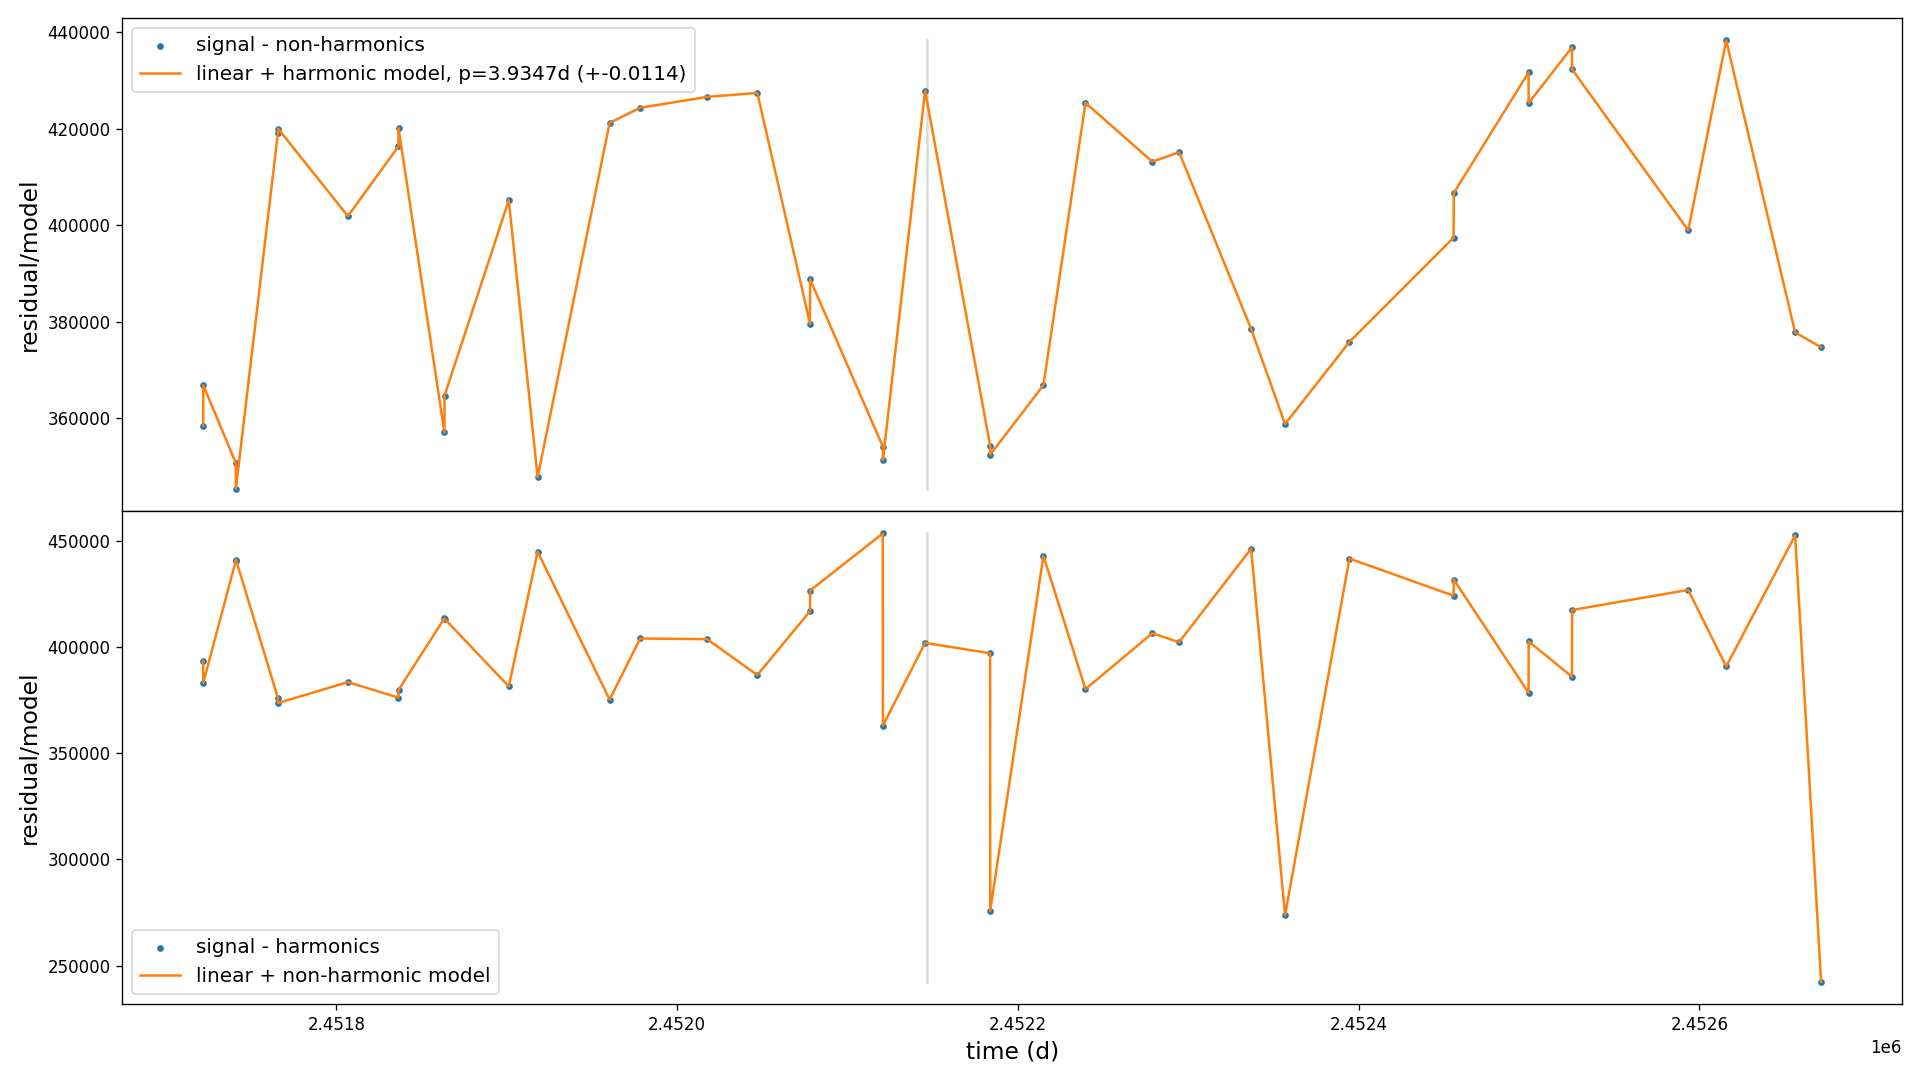 440000
signal - non-harmonics
linear + harmonic model, p=3.9347d (+-0.0114)
420000
400000
380000
360000
residual/model
450000
400000
350000
300000
250000
residual/model
signal - harmonics
linear + non-harmonic model
2.4518 2.4520 2.4522 2.4524 2.4526
time (d)
1e6